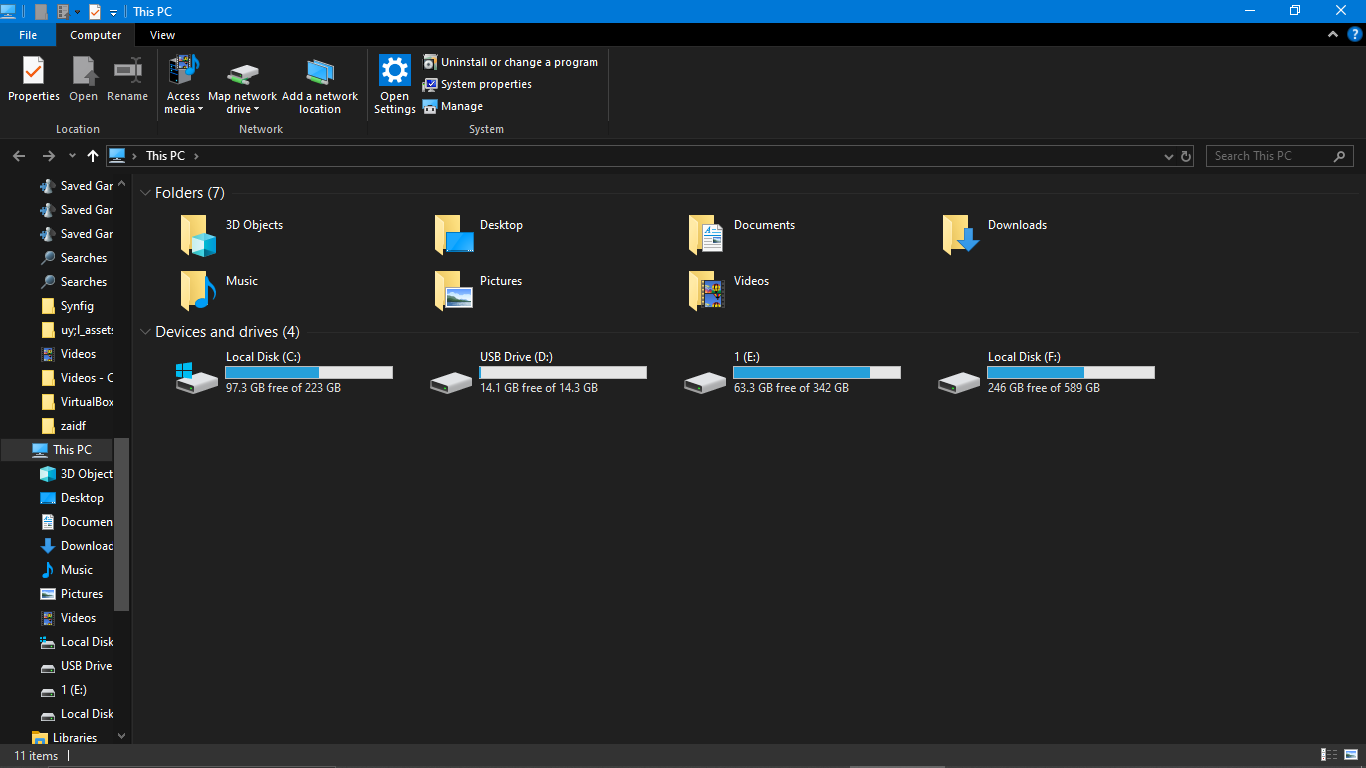 This PC
File Computer View
Properties Open Rename Access media Map network drive Add a network location Open Settings Uninstall or change a program
System properties
Manage
Location Network System
This PC
Search This PC
Saved Gar
Saved Gar
Saved Gar
Searches
Searches
Synfig
uy;l_assets
Videos
Videos - C
VirtualBox
zaidf
This PC
3D Object
Desktop
Documen
Download
Music
Pictures
Videos
Local Disk
USB Drive
1 (E:)
Local Disk
Libraries
Folders (7)
3D Objects Desktop Documents Downloads
Music Pictures Videos
Devices and drives (4)
Local Disk (C:) USB Drive (D:) 1 (E:) Local Disk (F:)
97.3 GB free of 223 GB 14.1 GB free of 14.3 GB 63.3 GB free of 342 GB 246 GB free of 589 GB
11 items